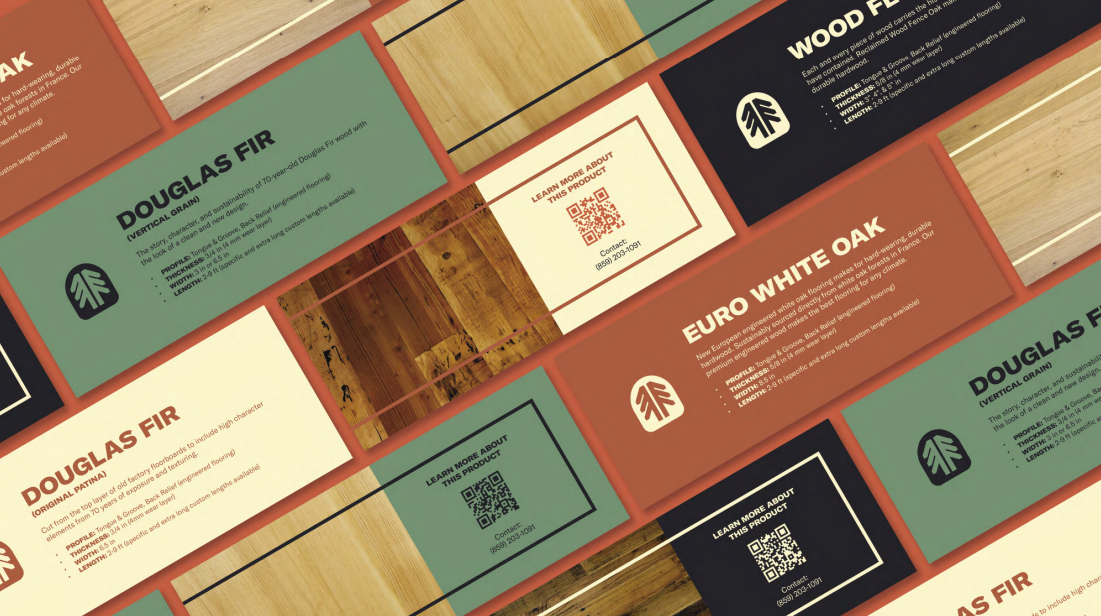 AK
for hard-wearing, durable
oak forests in France. Our
for any climate.
custom lengths available)
DOUGLAS FIR
(VERTICAL GRAIN)
The story, character, and sustainability of 70-year-old Douglas Fir wood with
the look of a clean and new design.
• PROFILE: Tongue & Groove, Back Relief (engineered flooring)
• THICKNESS: 3/4 in (4 mm wear layer)
• WIDTH: 3 in or 6.5 in
• LENGTH: 2-9 ft (specific and extra long custom lengths available)
WOOD FE
Each and every piece of wood carries the
have contained. Reclaimed Wood Fence Oak
durable hardwood.
• PROFILE: Tongue & Groove, Back Relief (engineered flooring)
• THICKNESS: 5/8 in (4 mm wear layer)
• WIDTH: 3", 4", & 5" in
• LENGTH: 2-9 ft (specific and extra long custom lengths available)
LEARN MORE ABOUT
THIS PRODUCT
Contact:
(859) 203-1091
EURO WHITE OAK
New European engineered white oak flooring makes for hard-wearing, durable
hardwood. Sustainably sourced directly from white oak forests in France. Our
premium engineered wood makes the best flooring for any climate.
• PROFILE: Tongue & Groove, Back Relief (engineered flooring)
• THICKNESS: 5/8 in (4 mm wear layer)
• WIDTH: 8.5 in
• LENGTH: 2-9 ft (specific and extra long custom lengths available)
DOUGLAS FIR
(ORIGINAL PATINA)
Cut from the top layer of old factory floorboards to include high character
elements from 70 years of exposure and texturing.
• PROFILE: Tongue & Groove, Back Relief (engineered flooring)
• THICKNESS: 3/4 in (4mm wear layer)
• WIDTH: 6.5 in
• LENGTH: 2-9 ft (specific and extra long custom lengths available)
LEARN MORE ABOUT
THIS PRODUCT
Contact:
(859) 203-1091
LEARN MORE ABOUT
THIS PRODUCT
Contact:
(859) 203-1091
DOUGLAS F
(VERTICAL GRAIN)
The story, character, and sustainability
the look of a clean and new design.
• PROFILE: Tongue & Groove,
• THICKNESS: 3/4 in (4 mm
• WIDTH: 3 in or 6.5 in
• LENGTH: 2-9 ft (specific and extra
AS FIR